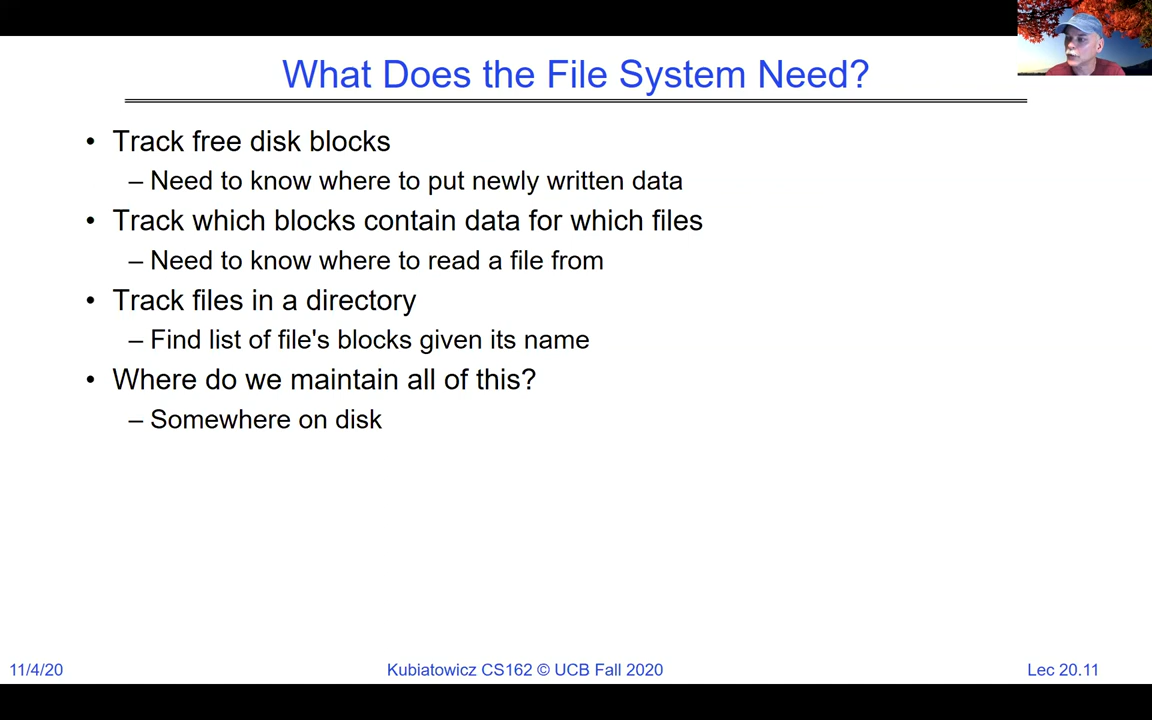 What Does the File System Need?
• Track free disk blocks
– Need to know where to put newly written data
• Track which blocks contain data for which files
– Need to know where to read a file from
• Track files in a directory
– Find list of file's blocks given its name
• Where do we maintain all of this?
– Somewhere on disk
11/4/20
Kubiatowicz CS162 © UCB Fall 2020
Lec 20.11